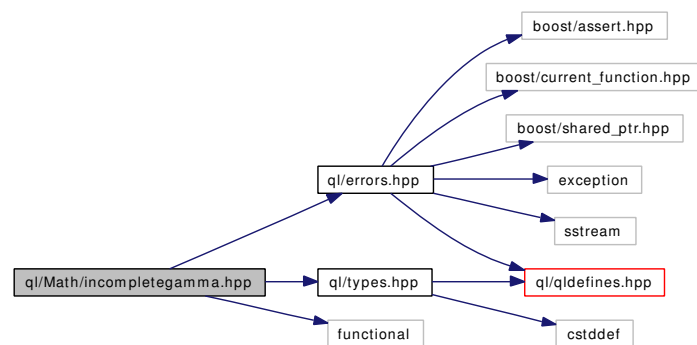 boost/assert.hpp
boost/current_function.hpp
boost/shared_ptr.hpp
ql/errors.hpp
exception
sstream
ql/Math/incompletegamma.hpp
ql/types.hpp
ql/qldefines.hpp
functional
cstddef